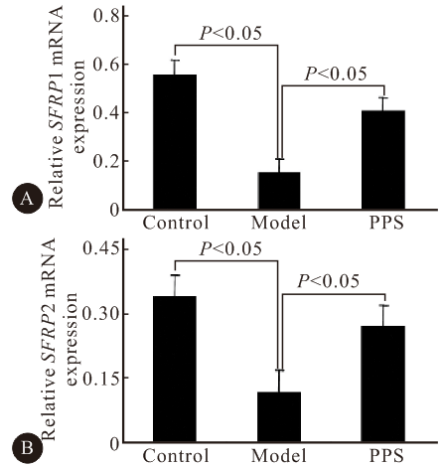 Relative SFRP1 mRNA
expression
0.8
0.6
0.4
0.2
0
P<0.05
P<0.05
Control Model PPS
A
Relative SFRP2 mRNA
expression
0.45
0.30
0.15
0
P<0.05
P<0.05
Control Model PPS
B